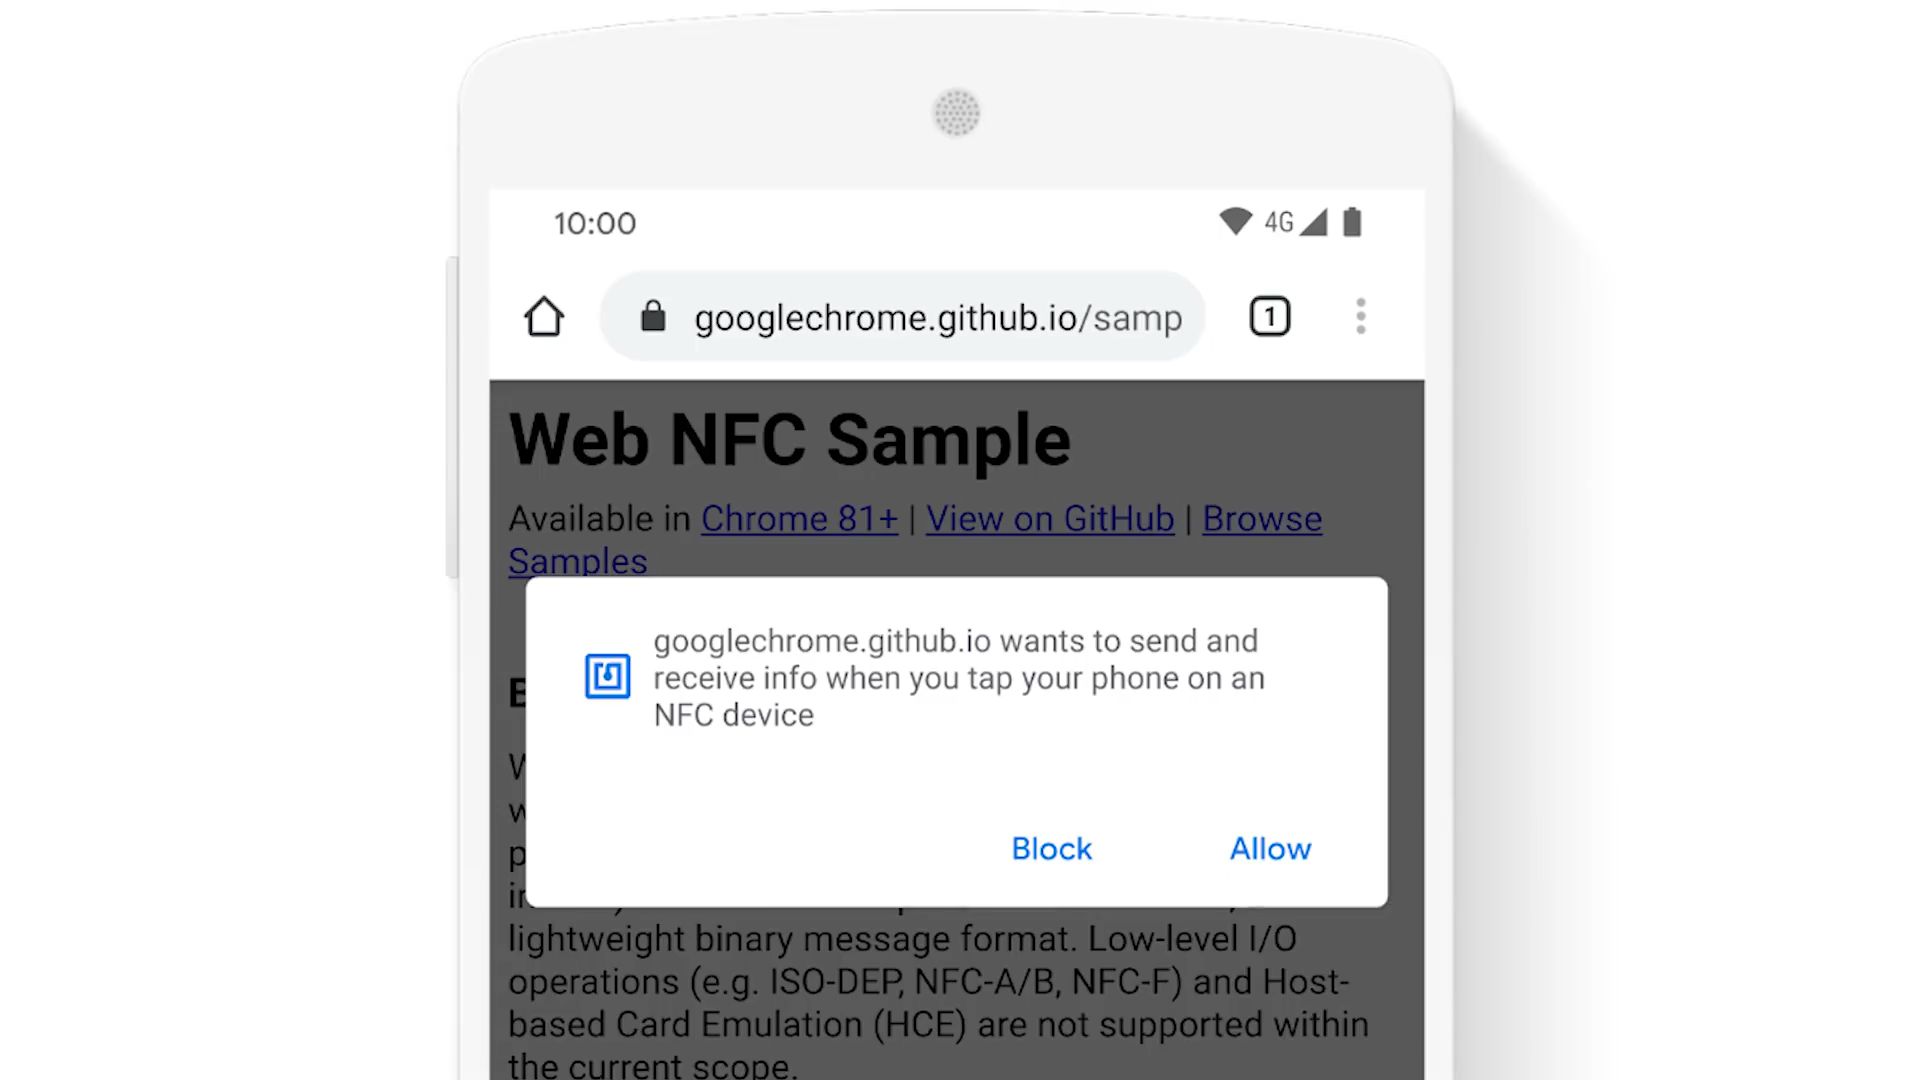 10:00
4G
googlechrome.github.io/samp
1
Web NFC Sample
Available in Chrome 81+ | View on GitHub | Browse
Samples
googlechrome.github.io wants to send and
receive info when you tap your phone on an
NFC device
Block
Allow
lightweight binary message format. Low-level I/O
operations (e.g. ISO-DEP, NFC-A/B, NFC-F) and Host-
based Card Emulation (HCE) are not supported within
the current scope.